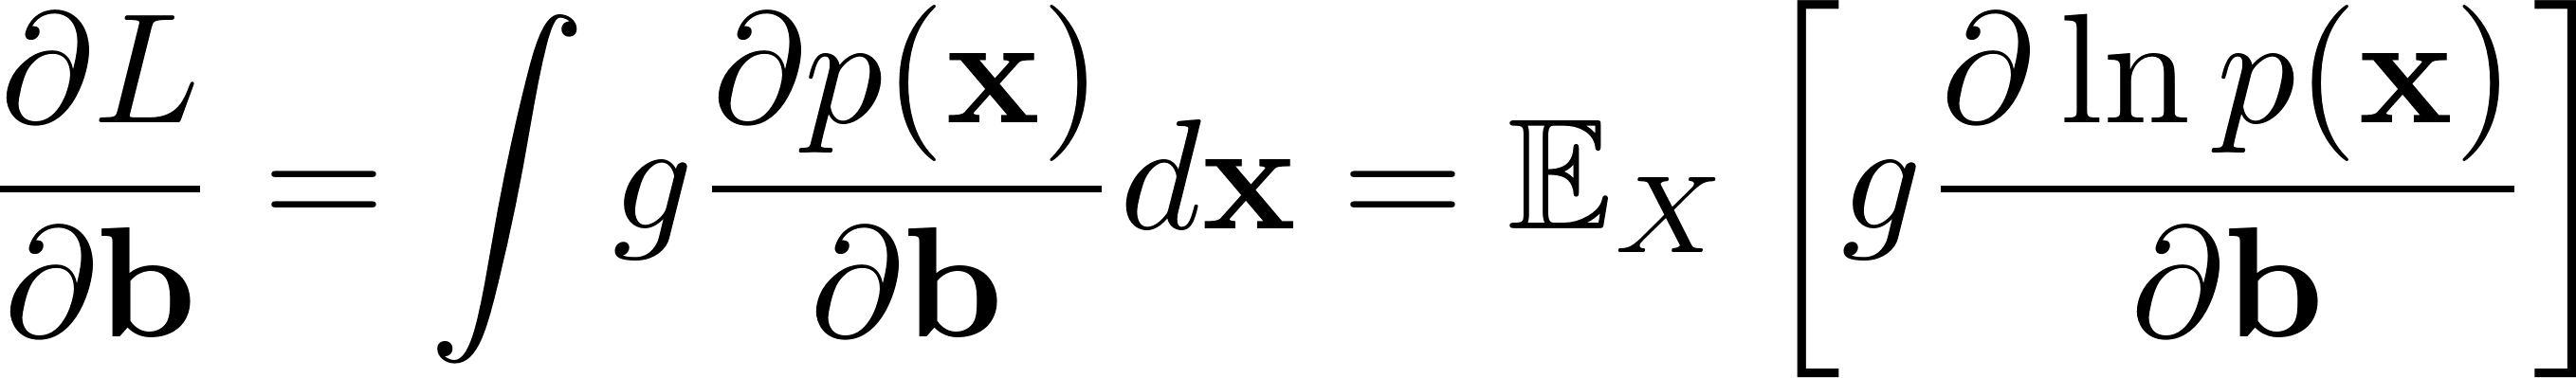 ∂L/∂𝐛 = ∫ g ∂p(𝐱)/∂𝐛 d𝐱 = 𝔼_X [ g ∂ ln p(𝐱)/∂𝐛 ]